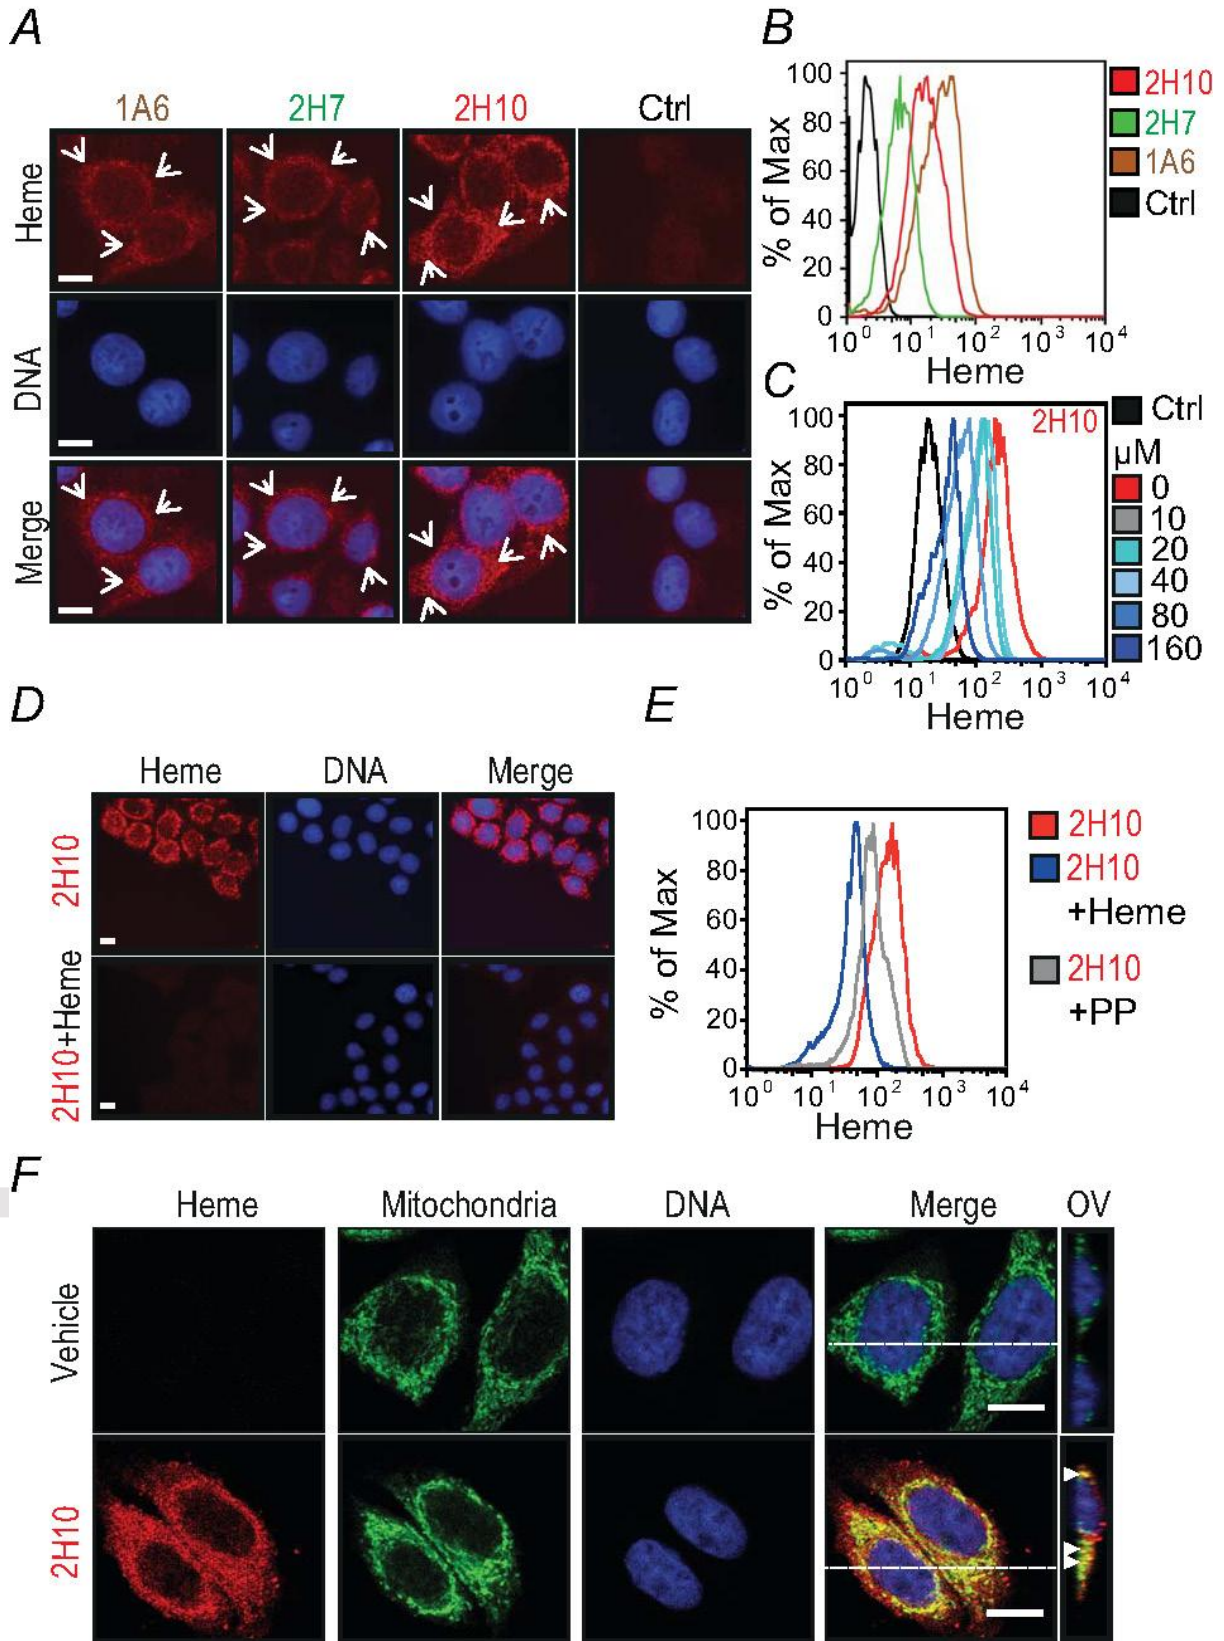 A
1A6 2H7 2H10 Ctrl
Heme
DNA
Merge
B
% of Max
100
80
60
40
20
0
10^0 10^1 10^2 10^3 10^4
Heme
2H10
2H7
1A6
Ctrl
C
% of Max
100
80
60
40
20
0
2H10
10^0 10^1 10^2 10^3 10^4
Heme
Ctrl
µM
0
10
20
40
80
160
D
Heme DNA Merge
2H10
2H10+Heme
E
% of Max
100
80
60
40
20
0
10^0 10^1 10^2 10^3 10^4
Heme
2H10
2H10
+Heme
2H10
+PP
F
Heme Mitochondria DNA Merge OV
Vehicle
2H10